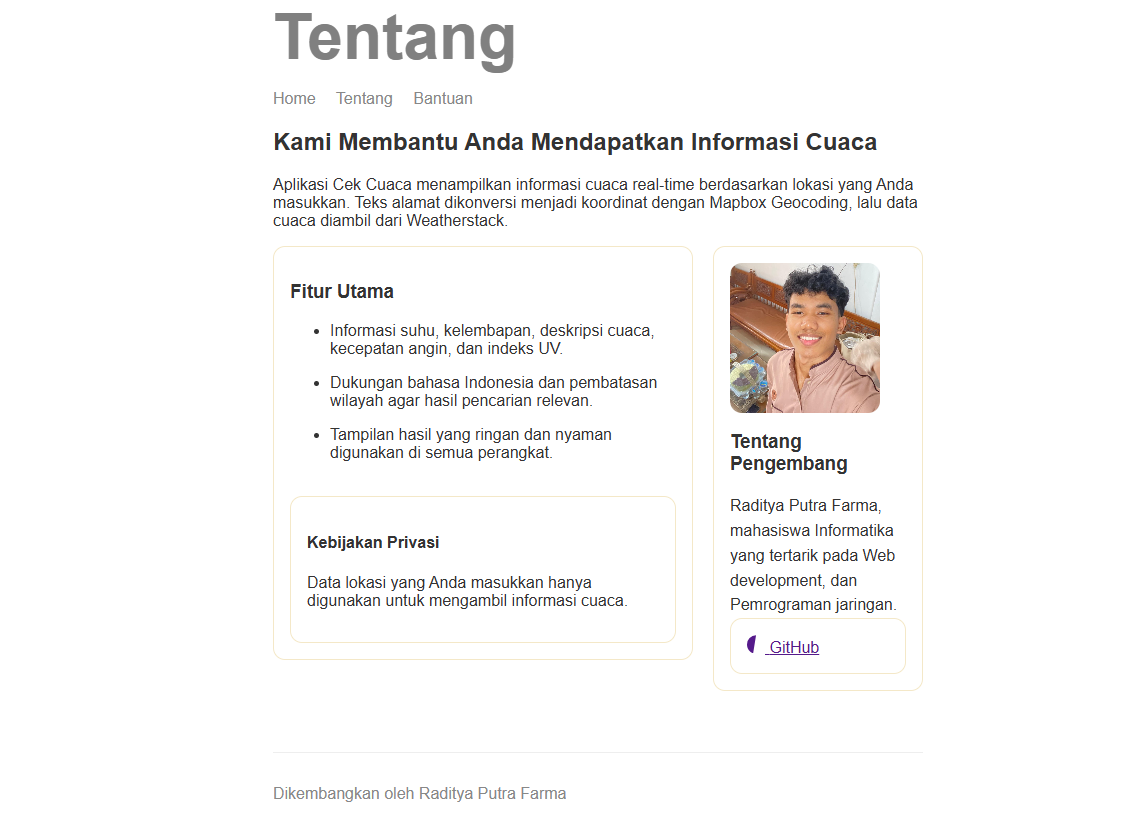 Tentang
Home Tentang Bantuan
Kami Membantu Anda Mendapatkan Informasi Cuaca
Aplikasi Cek Cuaca menampilkan informasi cuaca real-time berdasarkan lokasi yang Anda
masukkan. Teks alamat dikonversi menjadi koordinat dengan Mapbox Geocoding, lalu data
cuaca diambil dari Weatherstack.
Fitur Utama
• Informasi suhu, kelembapan, deskripsi cuaca,
kecepatan angin, dan indeks UV.
• Dukungan bahasa Indonesia dan pembatasan
wilayah agar hasil pencarian relevan.
• Tampilan hasil yang ringan dan nyaman
digunakan di semua perangkat.
Kebijakan Privasi
Data lokasi yang Anda masukkan hanya
digunakan untuk mengambil informasi cuaca.
Tentang
Pengembang
Raditya Putra Farma,
mahasiswa Informatika
yang tertarik pada Web
development, dan
Pemrograman jaringan.
GitHub
Dikembangkan oleh Raditya Putra Farma